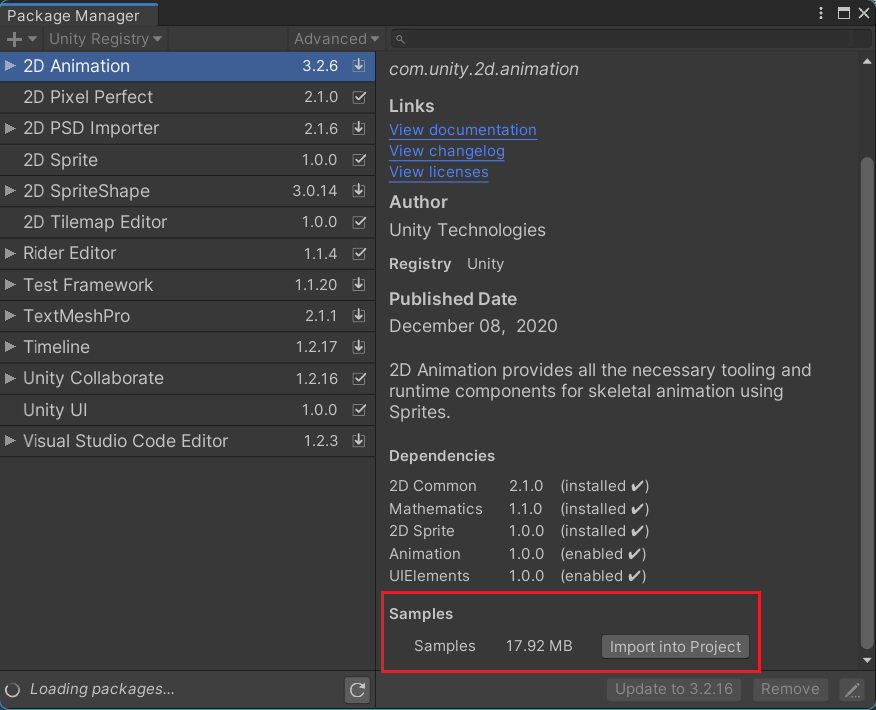 Package Manager
Unity Registry
Advanced
2D Animation 3.2.6
2D Pixel Perfect 2.1.0
2D PSD Importer 2.1.6
2D Sprite 1.0.0
2D SpriteShape 3.0.14
2D Tilemap Editor 1.0.0
Rider Editor 1.1.4
Test Framework 1.1.20
TextMeshPro 2.1.1
Timeline 1.2.17
Unity Collaborate 1.2.16
Unity UI 1.0.0
Visual Studio Code Editor 1.2.3
Loading packages...
com.unity.2d.animation
Links
View documentation
View changelog
View licenses
Author
Unity Technologies
Registry Unity
Published Date
December 08, 2020
2D Animation provides all the necessary tooling and
runtime components for skeletal animation using
Sprites.
Dependencies
2D Common 2.1.0 (installed ✔)
Mathematics 1.1.0 (installed ✔)
2D Sprite 1.0.0 (installed ✔)
Animation 1.0.0 (enabled ✔)
UIElements 1.0.0 (enabled ✔)
Samples
Samples 17.92 MB Import into Project
Update to 3.2.16 Remove